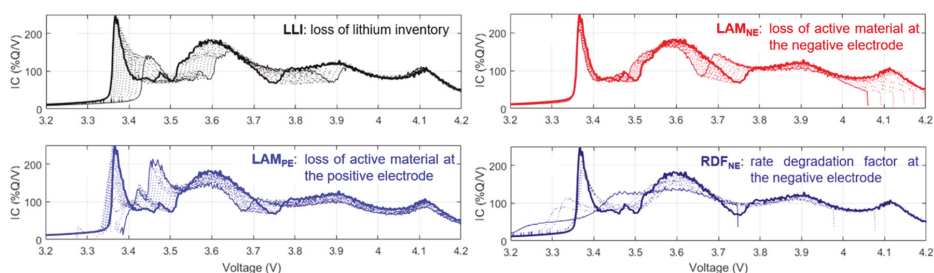 LLI: loss of lithium inventory
IC (%Q/V)
200
100
0
3.2 3.3 3.4 3.5 3.6 3.7 3.8 3.9 4.0 4.1 4.2
LAMNE: loss of active material at
the negative electrode
IC (%Q/V)
200
100
0
3.2 3.3 3.4 3.5 3.6 3.7 3.8 3.9 4 4.1 4.2
LAMPE: loss of active material at
the positive electrode
IC (%Q/V)
200
100
0
3.2 3.3 3.4 3.5 3.6 3.7 3.8 3.9 4.0 4.1 4.2
Voltage (V)
RDFNE: rate degradation factor at
the negative electrode
IC (%Q/V)
200
100
0
3.2 3.3 3.4 3.5 3.6 3.7 3.8 3.9 4 4.1 4.2
Voltage (V)